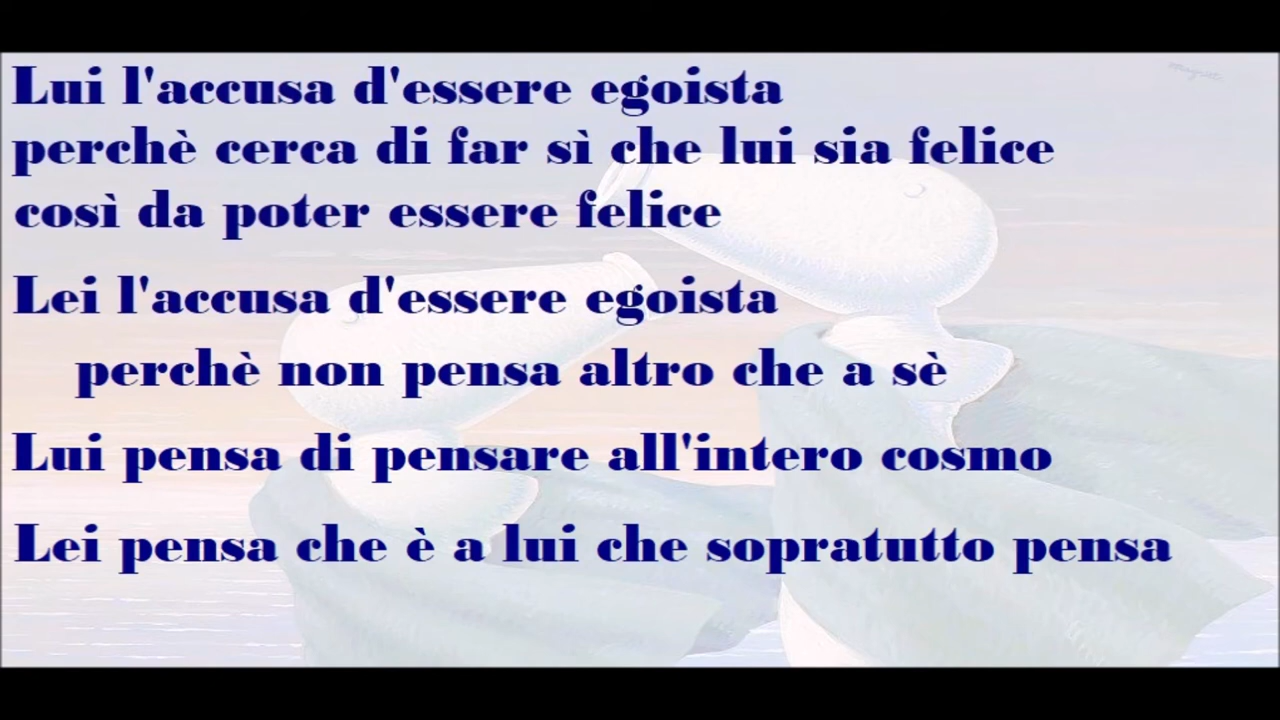 Lui l'accusa d'essere egoista
perchè cerca di far sì che lui sia felice
così da poter essere felice
Lei l'accusa d'essere egoista
perchè non pensa altro che a sè
Lui pensa di pensare all'intero cosmo
Lei pensa che è a lui che sopratutto pensa